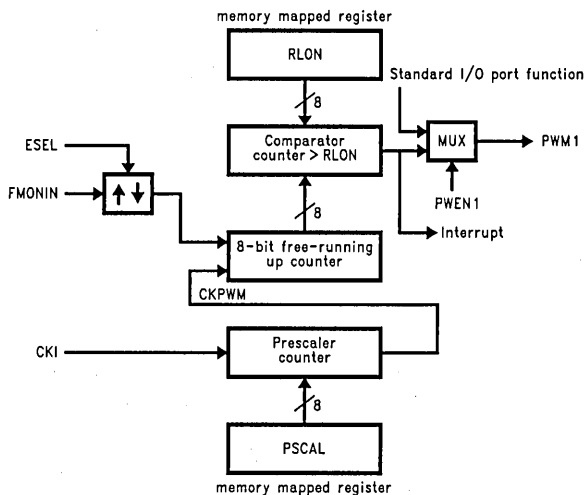 memory mapped register
RLON
8
Standard I/O port function
ESEL
Comparator
counter > RLON
MUX
PWM1
FMONIN
↑ ↓
8
PWEN1
Interrupt
8-bit free-running
up counter
CKPWM
CKI
Prescaler
counter
8
PSCAL
memory mapped register